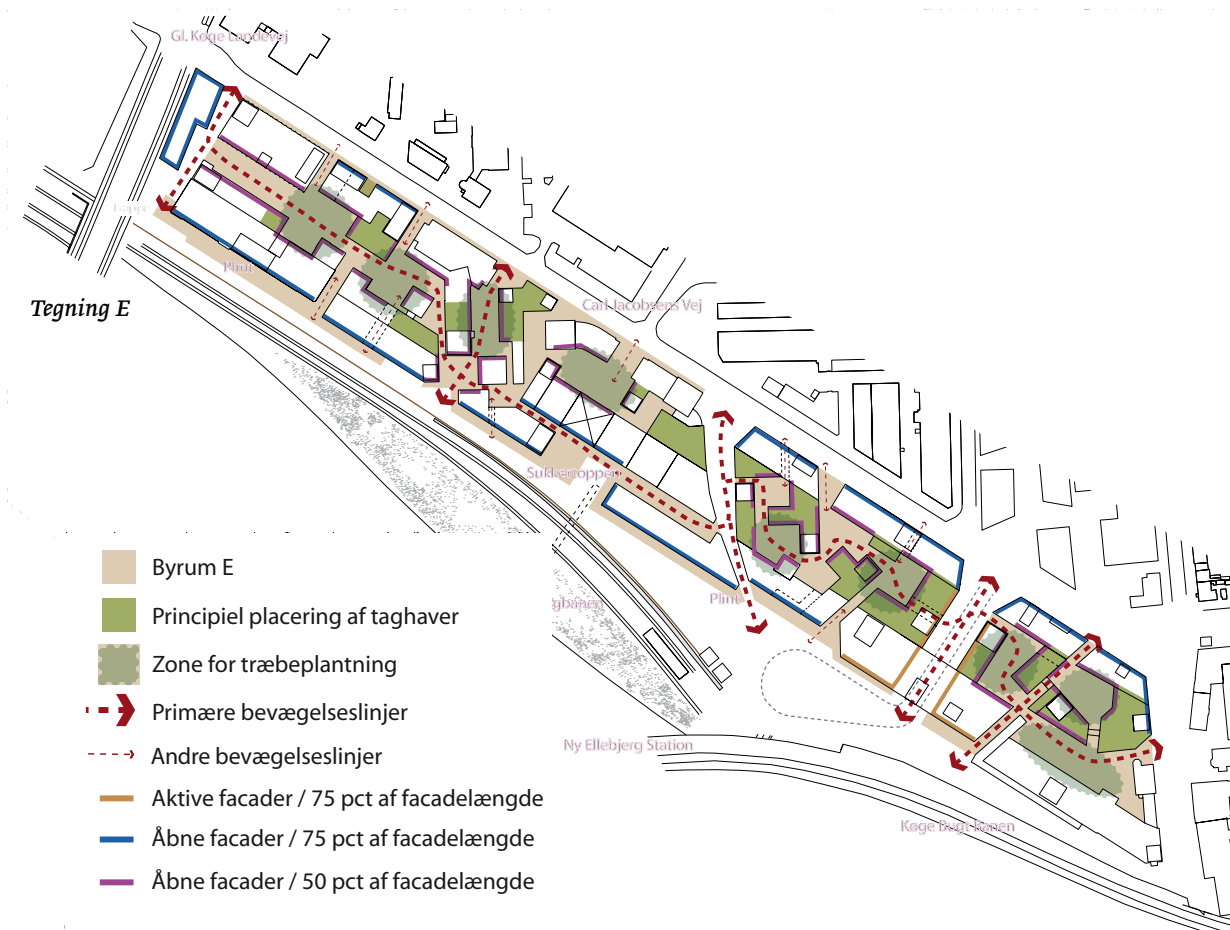 Gl. Køge Landevej
Trappe
Plint
Tegning E
Carl Jacobsens Vej
Sukkertoppen
Plint
Ny Ellebjerg Station
Køge Bugt Banen
Byrum E
Principiel placering af taghaver
Zone for træbeplantning
Primære bevægelseslinjer
Andre bevægelseslinjer
Aktive facader / 75 pct af facadelængde
Åbne facader / 75 pct af facadelængde
Åbne facader / 50 pct af facadelængde